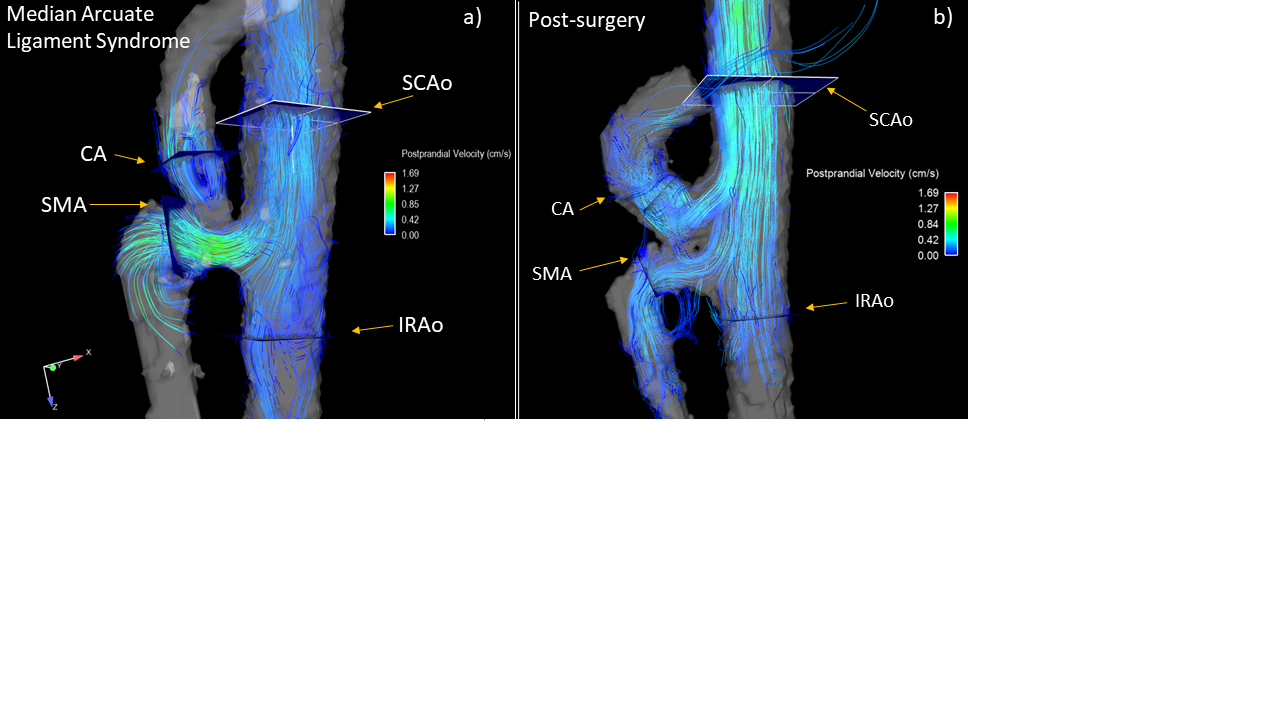 Median Arcuate
Ligament Syndrome
a)
SCAo
CA
SMA
Postprandial Velocity (cm/s)
1.69
1.27
0.85
0.42
0.00
IRAo
X
Y
Z
Post-surgery
b)
SCAo
Postprandial Velocity (cm/s)
1.69
1.27
0.84
0.42
0.00
CA
SMA
IRAo